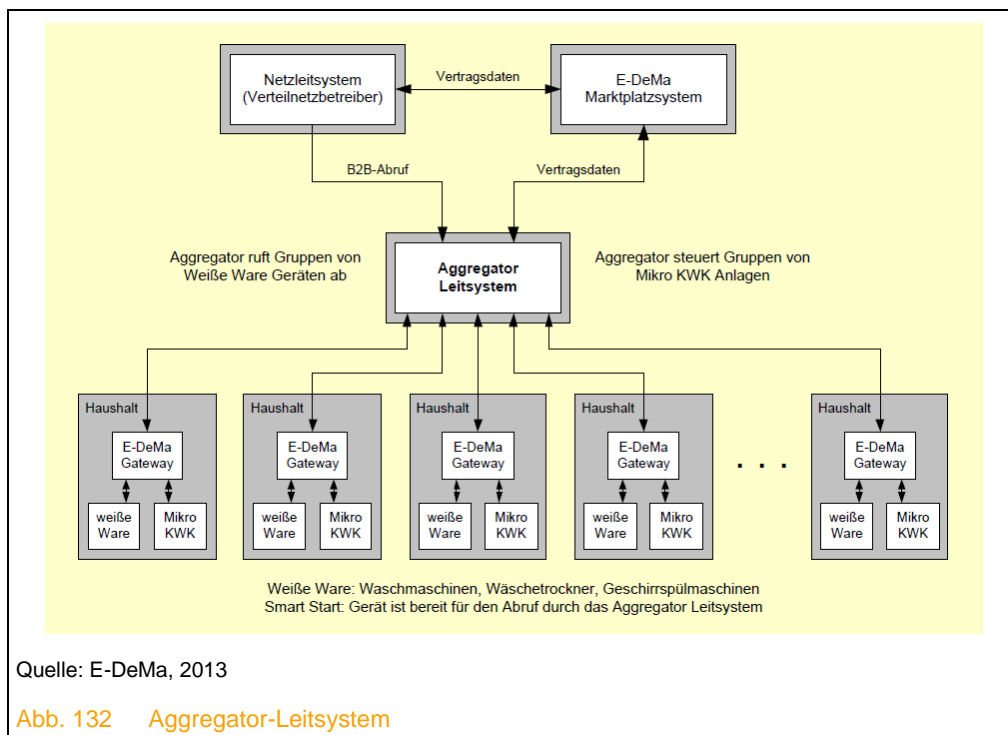 Netzleitsystem
(Verteilnetzbetreiber)
Vertragsdaten
E-DeMa
Marktplatzsystem
B2B-Abruf
Vertragsdaten
Aggregator ruft Gruppen von
Weiße Ware Geräten ab
Aggregator
Leitsystem
Aggregator steuert Gruppen von
Mikro KWK Anlagen
Haushalt
E-DeMa
Gateway
weiße
Ware
Mikro
KWK
Haushalt
E-DeMa
Gateway
weiße
Ware
Mikro
KWK
Haushalt
E-DeMa
Gateway
weiße
Ware
Mikro
KWK
Haushalt
E-DeMa
Gateway
weiße
Ware
Mikro
KWK
. . .
Haushalt
E-DeMa
Gateway
weiße
Ware
Mikro
KWK
Weiße Ware: Waschmaschinen, Wäschetrockner, Geschirrspülmaschinen
Smart Start: Gerät ist bereit für den Abruf durch das Aggregator Leitsystem
Quelle: E-DeMa, 2013
Abb. 132 Aggregator-Leitsystem